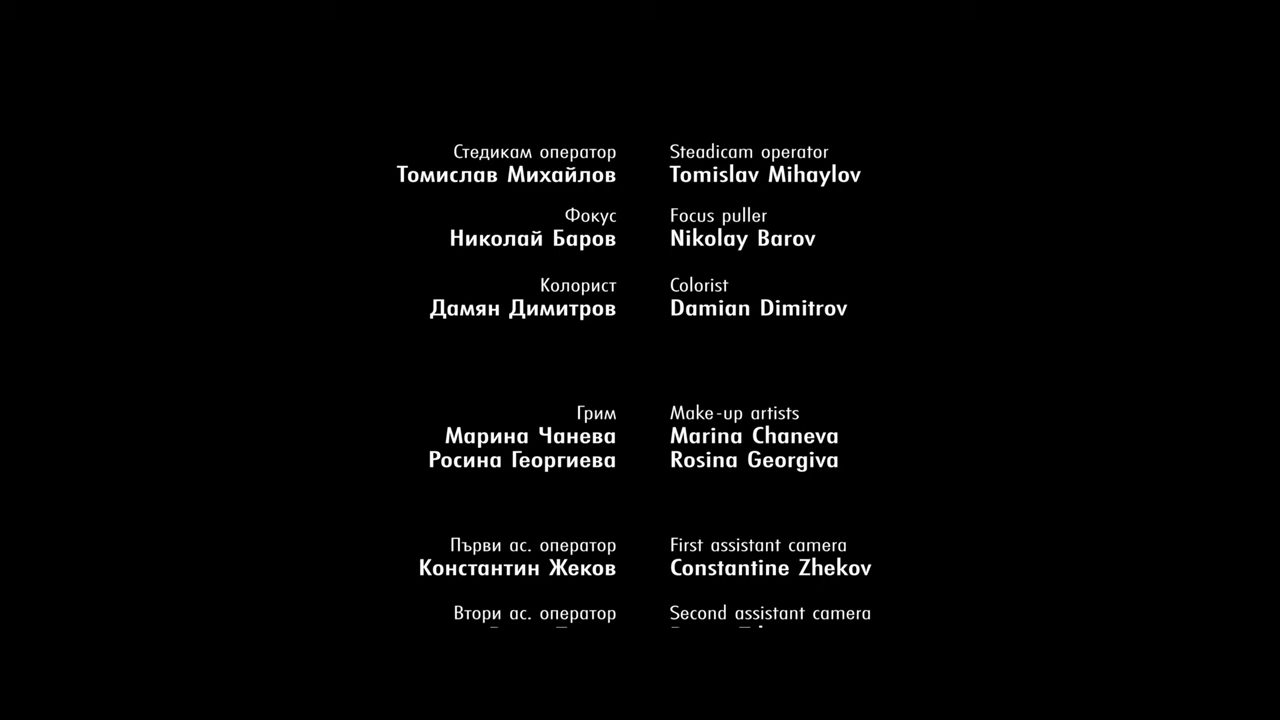 Стедикам оператор Steadicam operator
Томислав Михайлов Tomislav Mihaylov
Фокус Focus puller
Николай Баров Nikolay Barov
Колорист Colorist
Дамян Димитров Damian Dimitrov
Грим Make-up artists
Марина Чанева Marina Chaneva
Росина Георгиева Rosina Georgiva
Първи ас. оператор First assistant camera
Константин Жеков Constantine Zhekov
Втори ас. оператор Second assistant camera